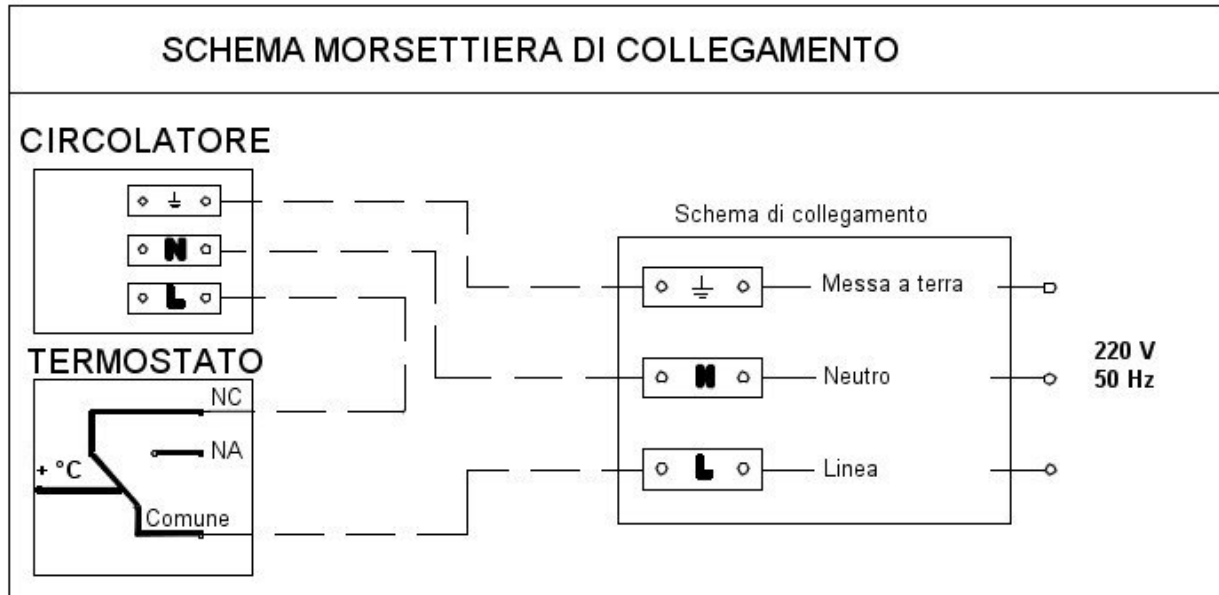 SCHEMA MORSETTIERA DI COLLEGAMENTO
CIRCOLATORE
N
L
TERMOSTATO
NC
NA
+ °C
Comune
Schema di collegamento
Messa a terra
N Neutro
L Linea
220 V
50 Hz